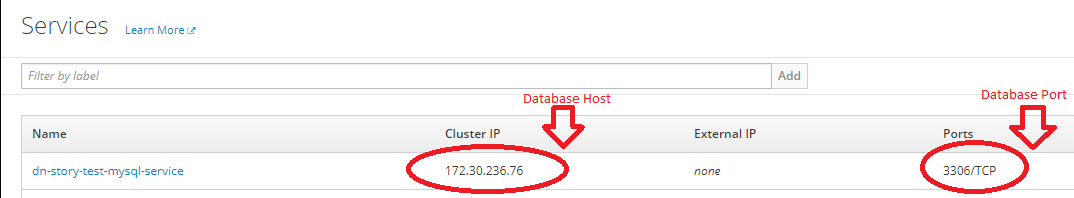 Services Learn More
Filter by label Add
Database Host Database Port
Name Cluster IP External IP Ports
dn-story-test-mysql-service 172.30.236.76 none 3306/TCP